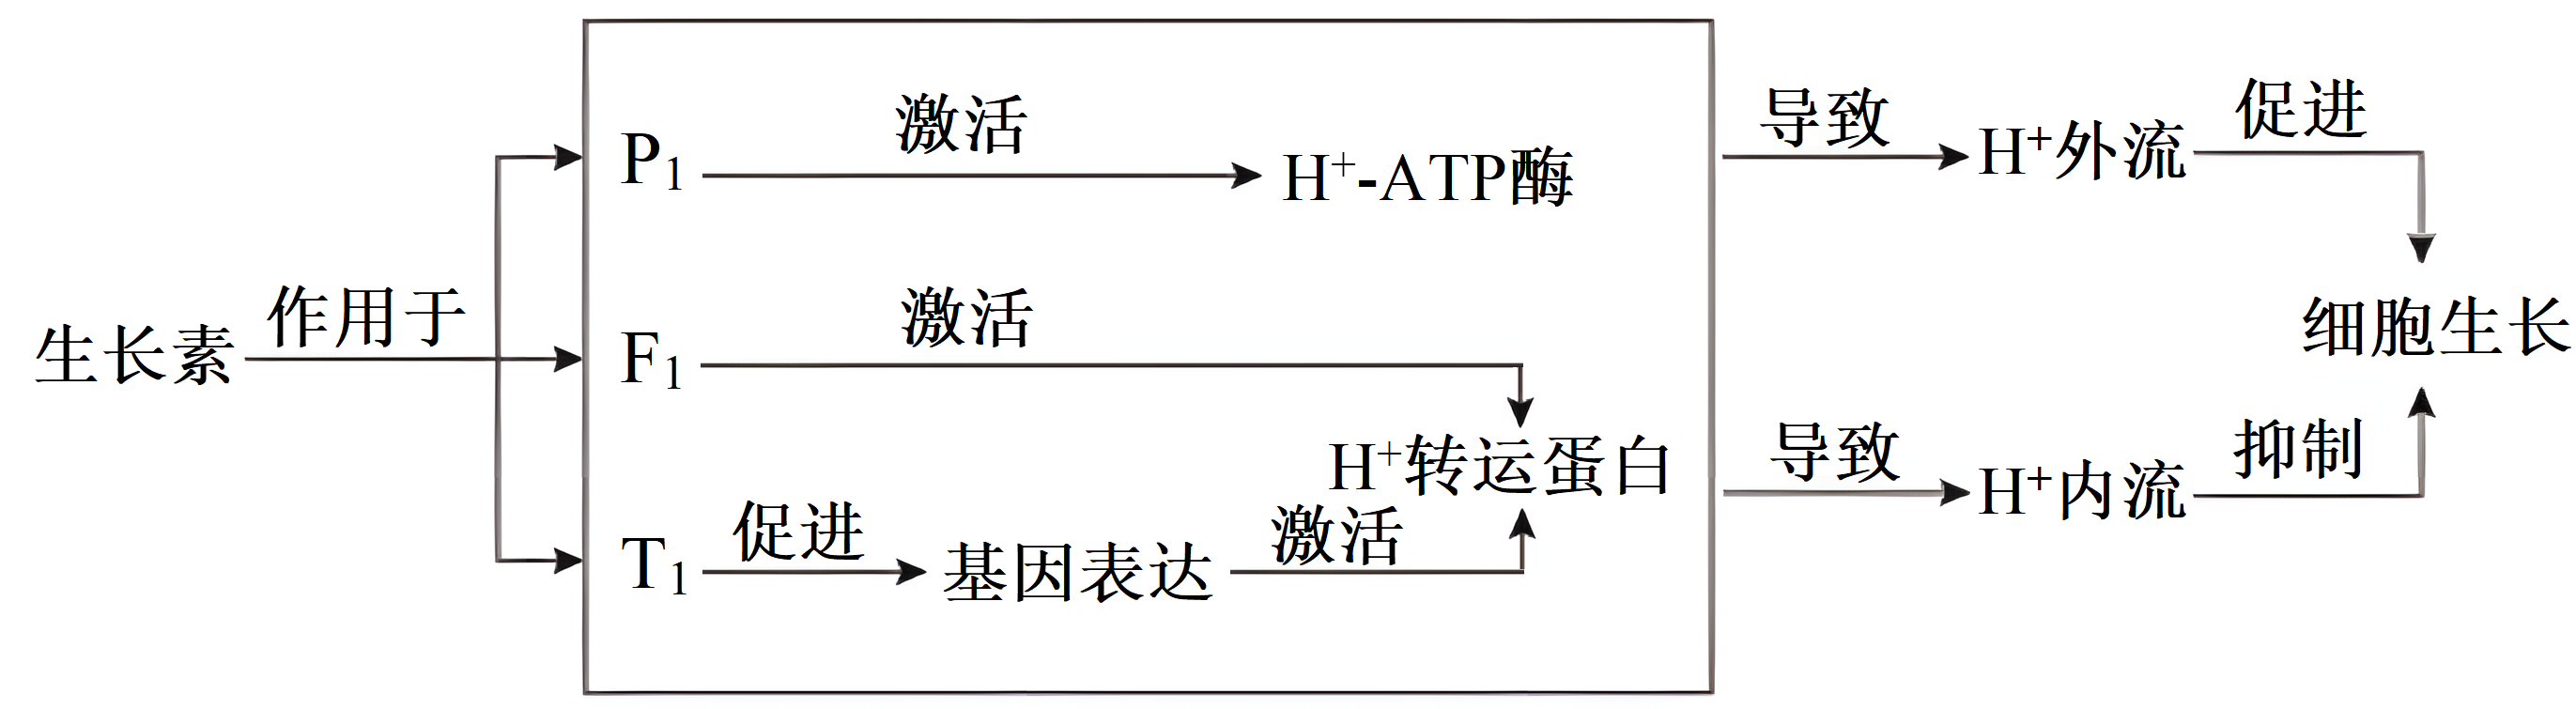 激活
P₁
H⁺-ATP酶
导致
H⁺外流
促进
生长素
作用于
激活
F₁
H⁺转运蛋白
细胞生长
导致
H⁺内流
抑制
T₁
促进
基因表达
激活